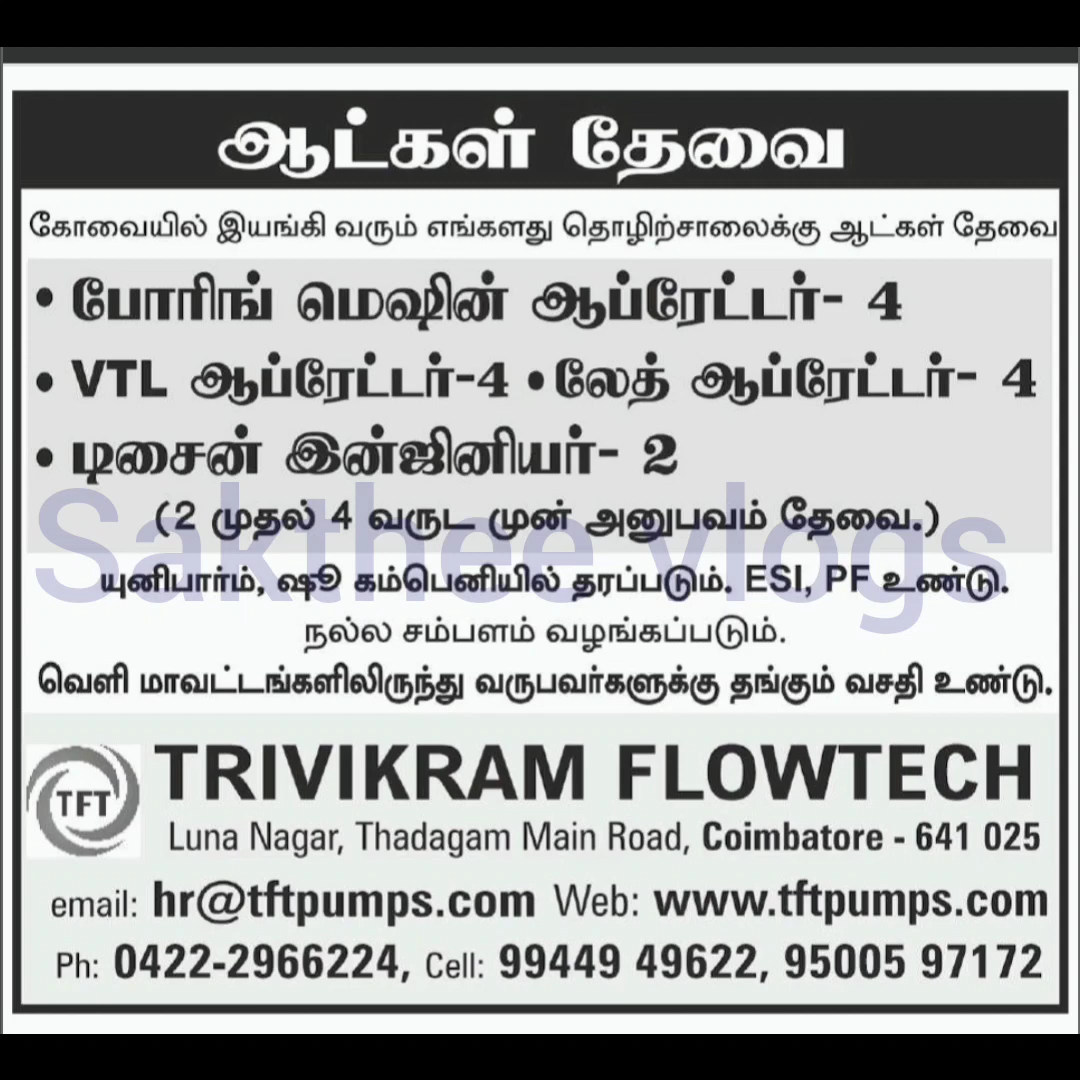 ஆட்கள் தேவை
கோவையில் இயங்கி வரும் எங்களது தொழிற்சாலைக்கு ஆட்கள் தேவை
• போரிங் மெஷின் ஆப்ரேட்டர்- 4
• VTL ஆப்ரேட்டர்-4 • லேத் ஆப்ரேட்டர்- 4
• டிசைன் இன்ஜினியர்- 2
(2 முதல் 4 வருட முன் அனுபவம் தேவை.)
Sakthee vlogs
யுனிபார்ம், ஷூ கம்பெனியில் தரப்படும். ESI, PF உண்டு.
நல்ல சம்பளம் வழங்கப்படும்.
வெளி மாவட்டங்களிலிருந்து வருபவர்களுக்கு தங்கும் வசதி உண்டு.
TFT TRIVIKRAM FLOWTECH
Luna Nagar, Thadagam Main Road, Coimbatore - 641 025
email: hr@tftpumps.com Web: www.tftpumps.com
Ph: 0422-2966224, Cell: 99449 49622, 95005 97172